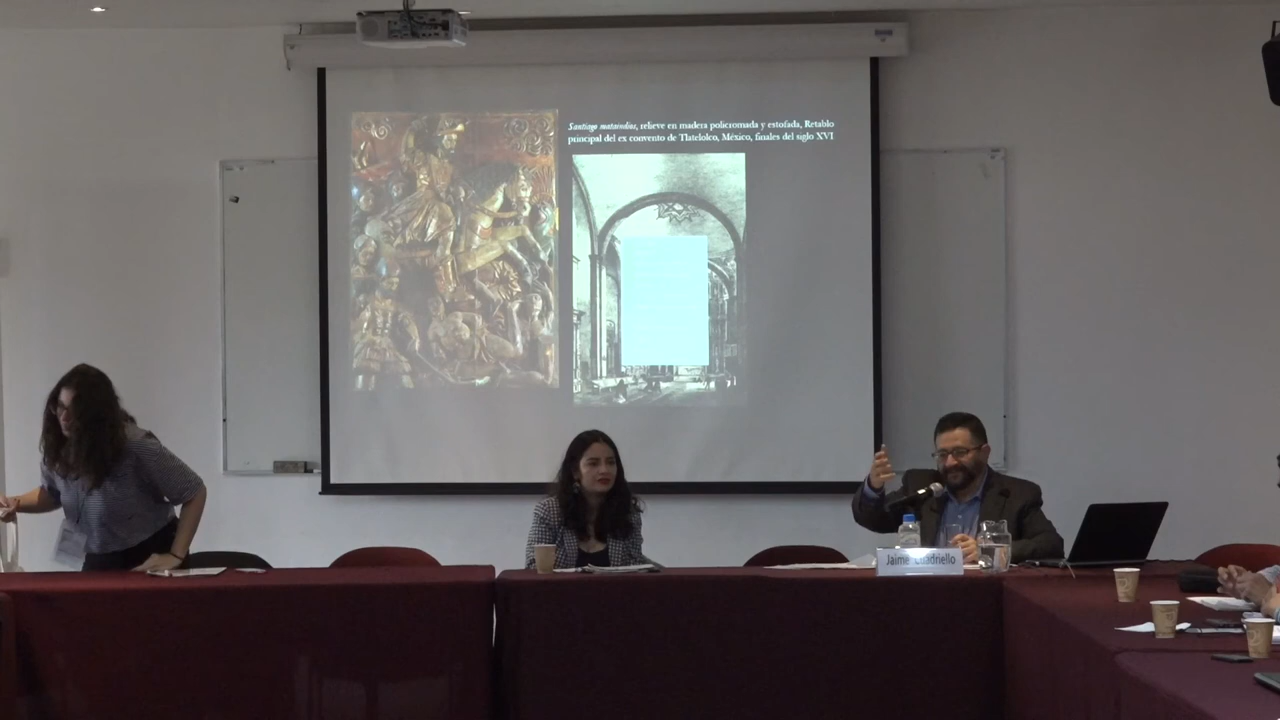 Santiago mataindios, relieve en madera policromada y estofada, Retablo
principal del ex convento de Tlatelolco, México, finales del siglo XVI
Jaime Cuadriello